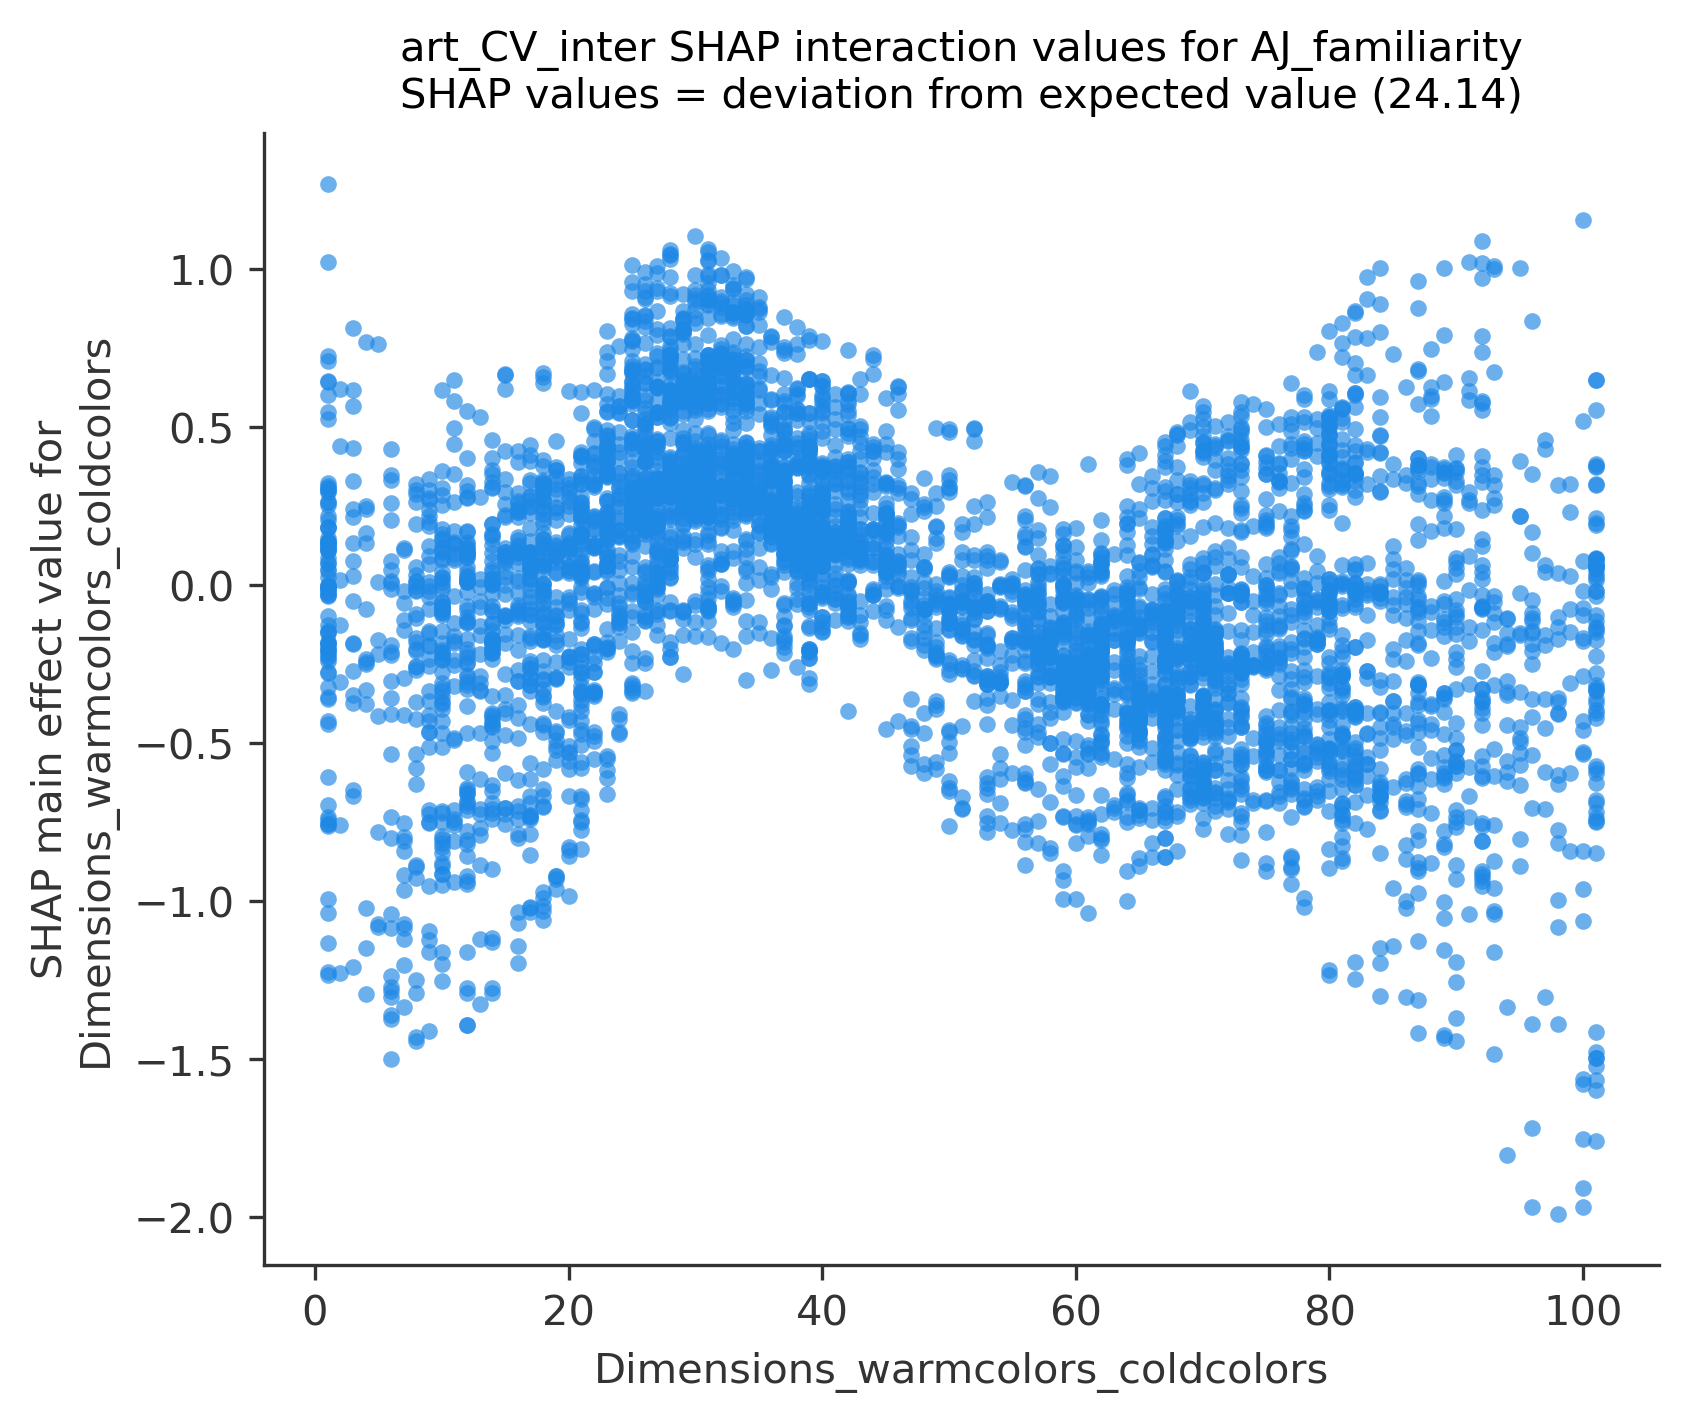 art_CV_inter SHAP interaction values for AJ_familiarity
SHAP values = deviation from expected value (24.14)
SHAP main effect value for
Dimensions_warmcolors_coldcolors
1.0
0.5
0.0
−0.5
−1.0
−1.5
−2.0
0 20 40 60 80 100
Dimensions_warmcolors_coldcolors